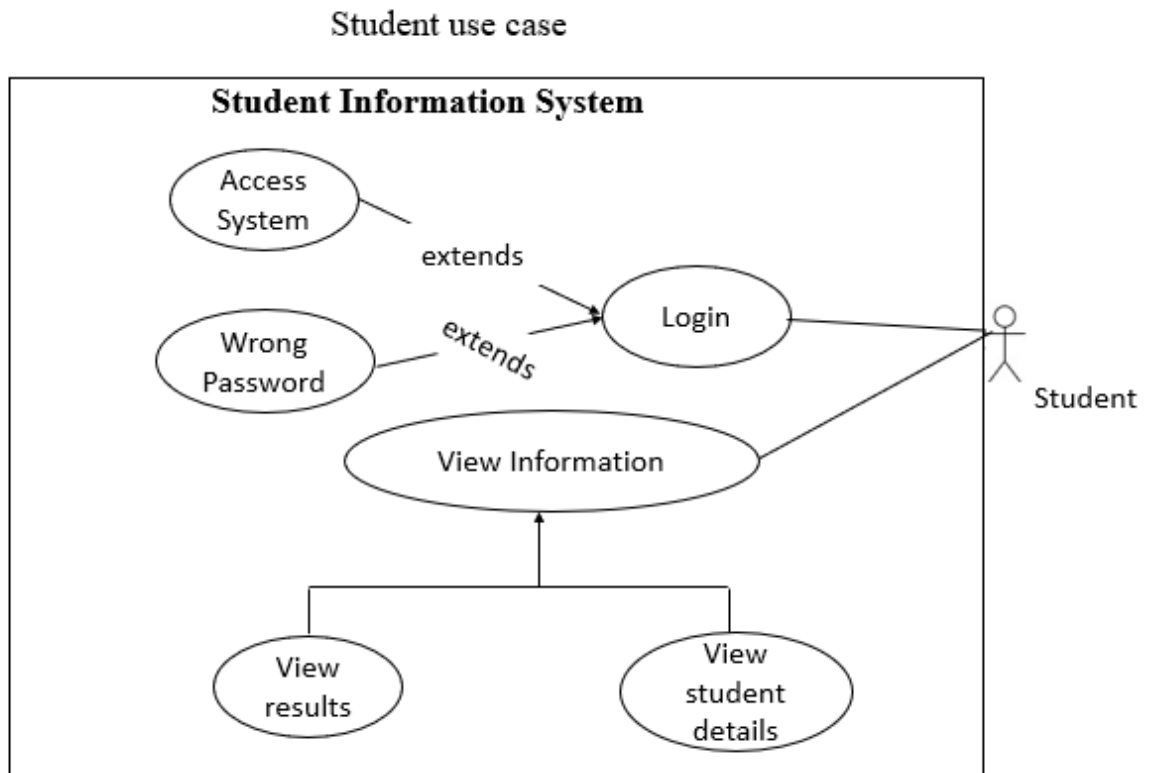 Student use case
Student Information System
Access
System
extends
Login
Wrong
Password
extends
Student
View Information
View
results
View
student
details